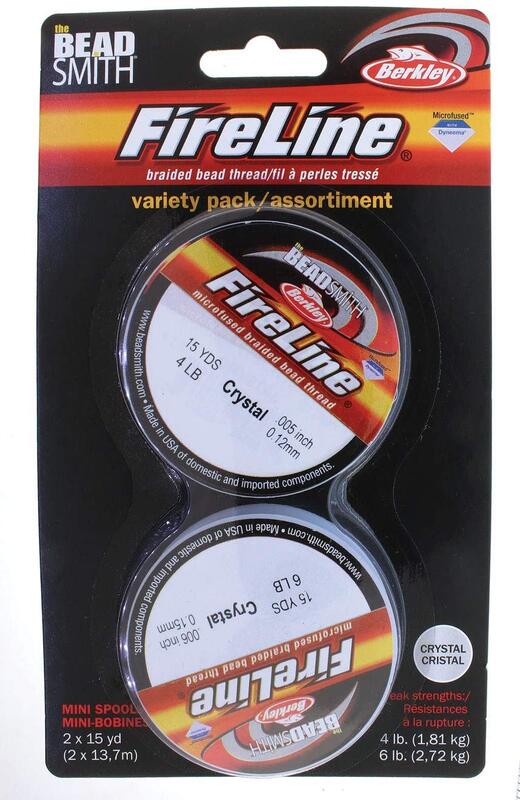 the
BEAD
SMITH®
Berkley®
FireLine®
Microfused™
WITH
Dyneema®
braided bead thread/fil à perles tressé
variety pack/assortiment
the
BEADSMITH
Berkley
FireLine®
microfused braided bead thread
15 YDS
4 LB
Crystal
.005 inch
0.12mm
www.beadsmith.com • Made in USA of domestic and imported components.
www.beadsmith.com • Made in USA of domestic and imported components
15 YDS
6 LB
Crystal
.006 inch
0.15mm
microfused braided bead thread
FireLine
Berkley
the
BEADSMITH
CRYSTAL
CRISTAL
MINI SPOOL
MINI-BOBINES
2 x 15 yd
(2 x 13,7m)
eak strengths:/
Résistances
à la rupture :
4 lb. (1,81 kg)
6 lb. (2,72 kg)